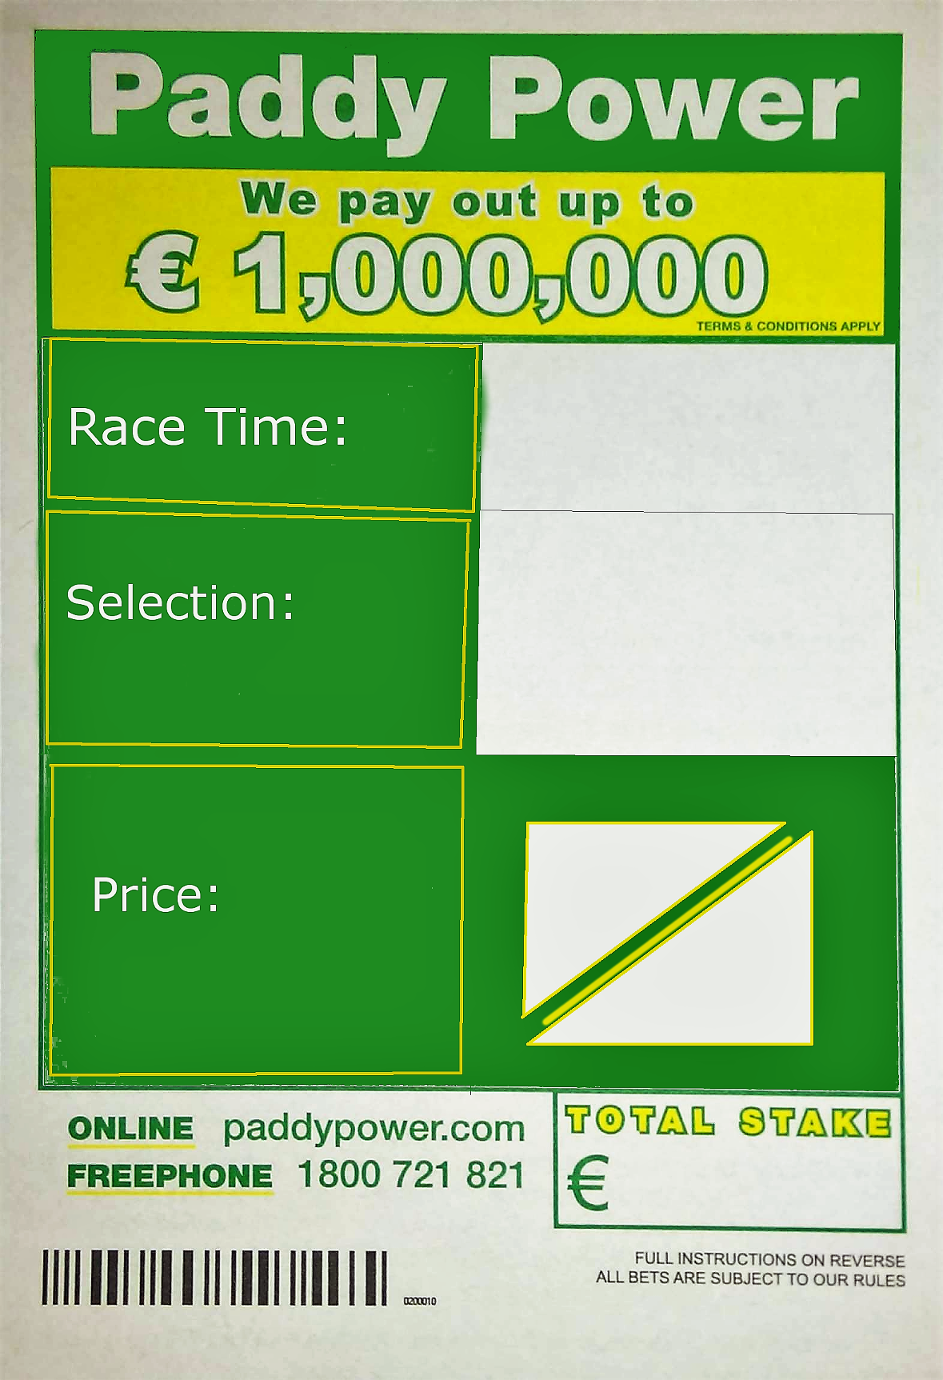 Paddy Power
We pay out up to
€ 1,000,000
TERMS & CONDITIONS APPLY
Race Time:
Selection:
Price:
ONLINE paddypower.com
FREEPHONE 1800 721 821
TOTAL STAKE
€
0200010
FULL INSTRUCTIONS ON REVERSE
ALL BETS ARE SUBJECT TO OUR RULES